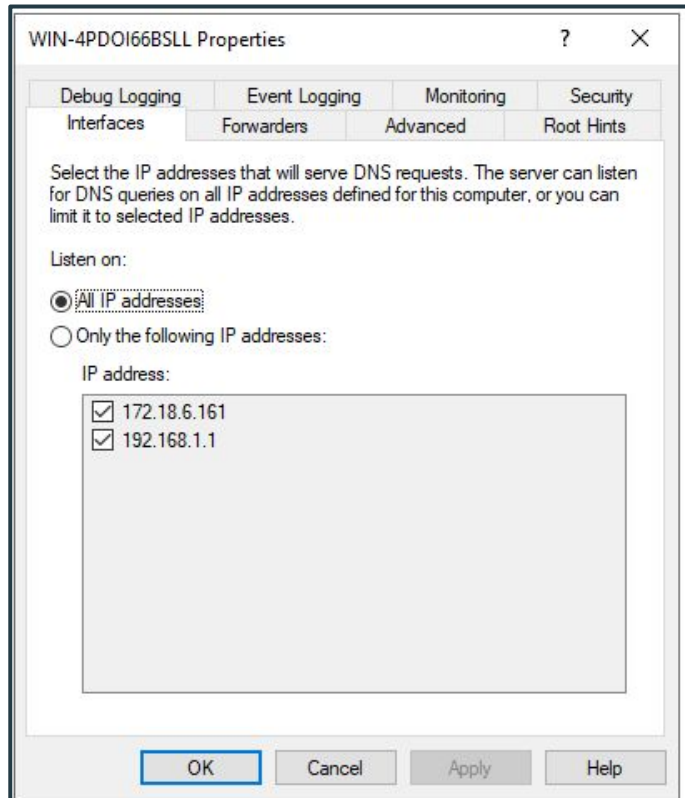 WIN-4PDOI66BSLL Properties
?
Debug Logging Event Logging Monitoring Security
Interfaces Forwarders Advanced Root Hints
Select the IP addresses that will serve DNS requests. The server can listen
for DNS queries on all IP addresses defined for this computer, or you can
limit it to selected IP addresses.
Listen on:
All IP addresses
Only the following IP addresses:
IP address:
172.18.6.161
192.168.1.1
OK Cancel Apply Help